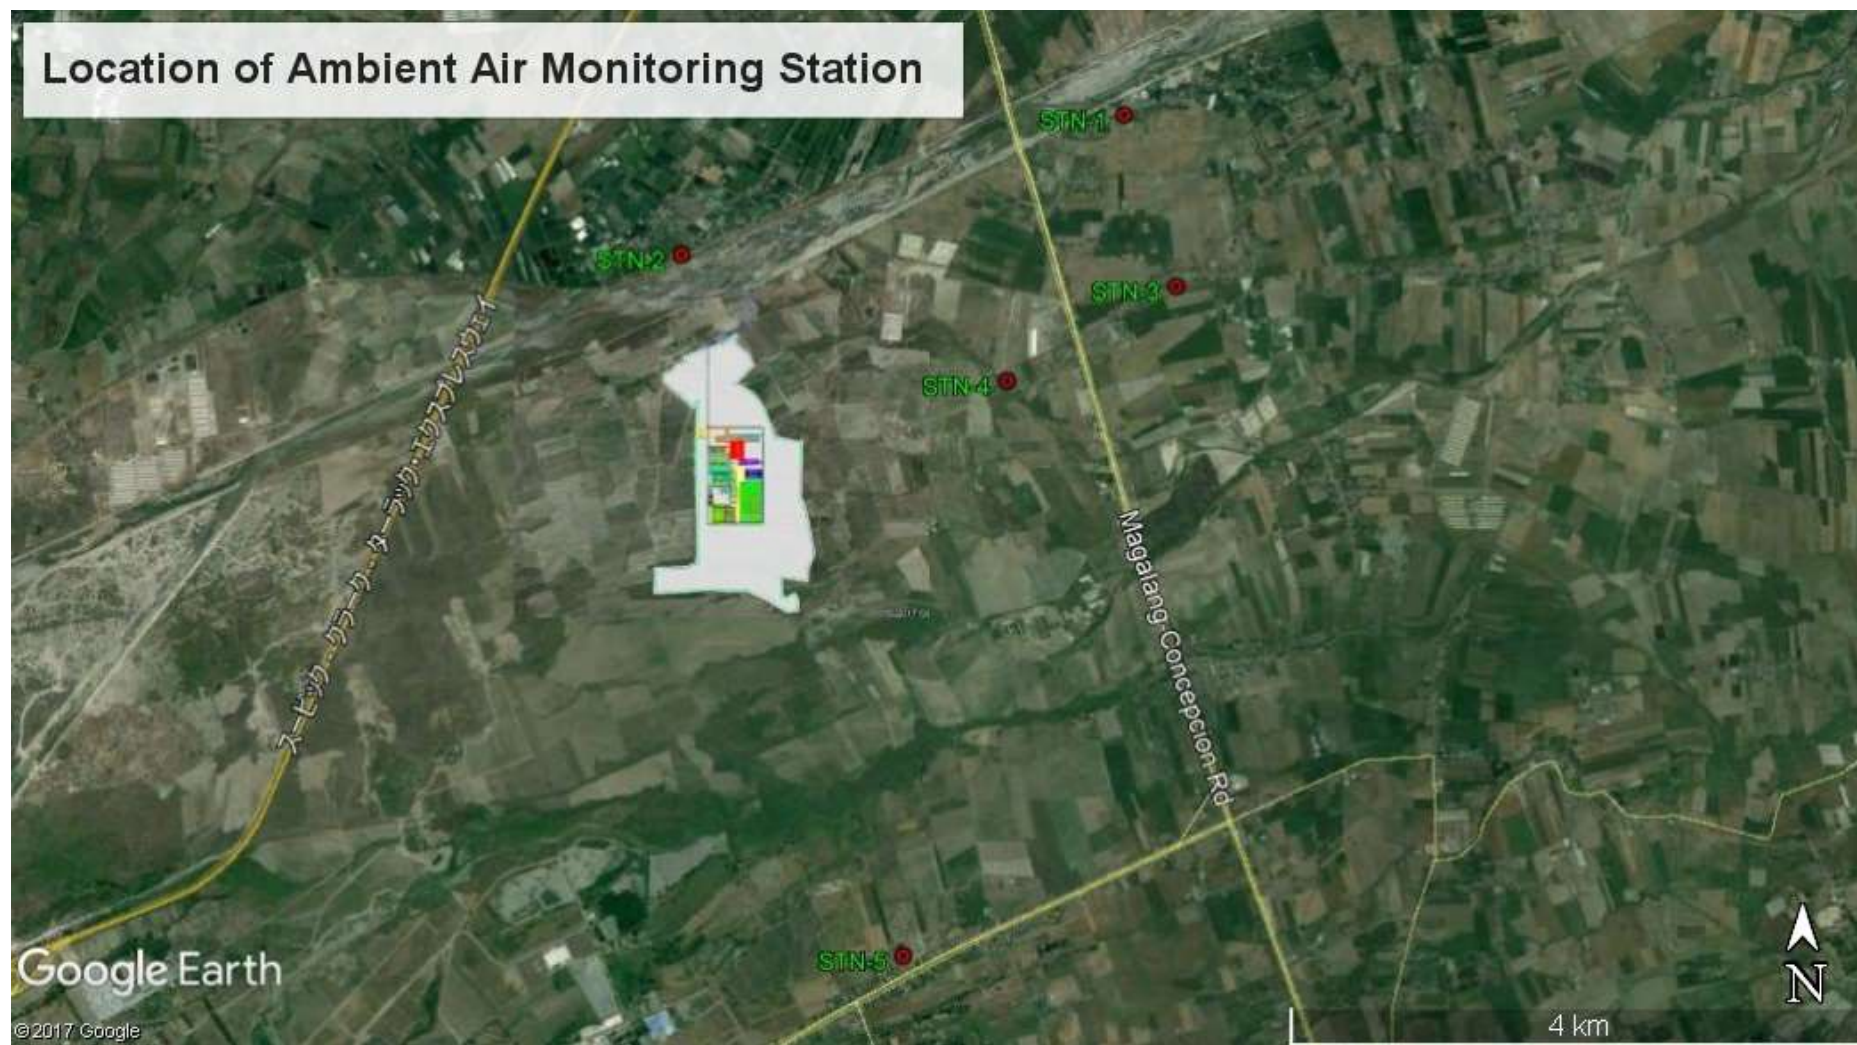 Location of Ambient Air Monitoring Station
STN-1
STN-2
STN-3
STN-4
スービック・クラーク・ターラック・エクスプレスウェイ
Magalang-Concepcion Rd
STN-5
Google Earth
N
©2017 Google
4 km